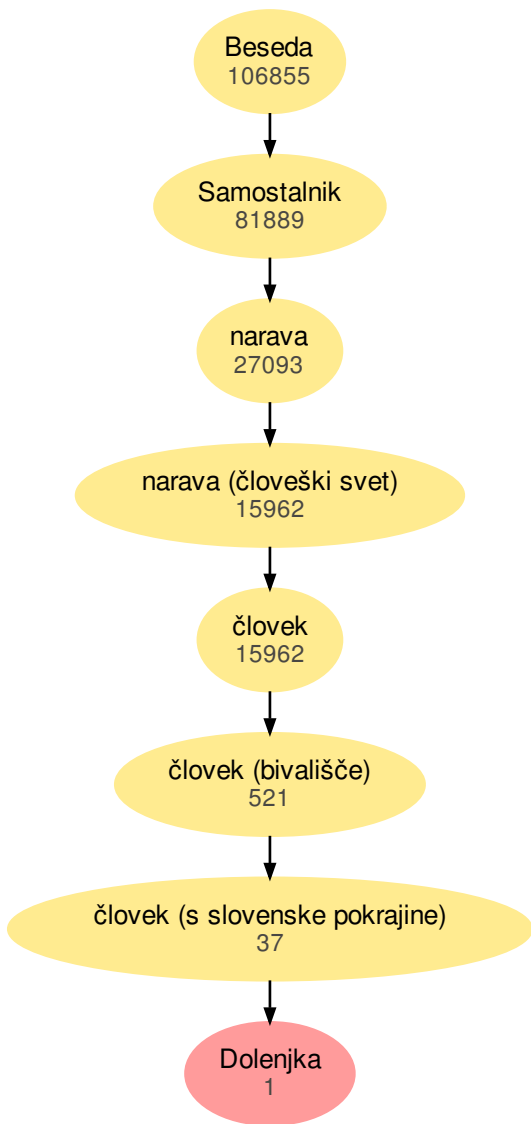 Beseda
106855
Samostalnik
81889
narava
27093
narava (človeški svet)
15962
človek
15962
človek (bivališče)
521
človek (s slovenske pokrajine)
37
Dolenjka
1